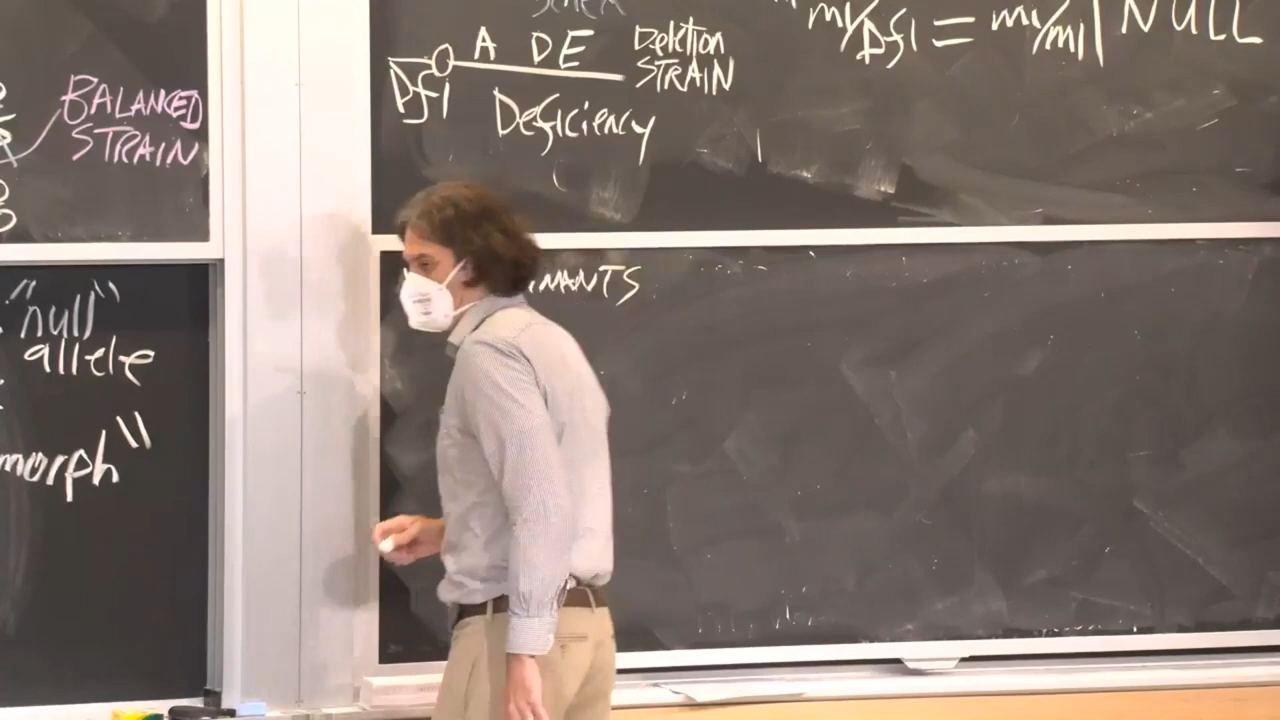 BALANCED
STRAIN
"null"
allele
morph"
A DE
Df1
Deletion
STRAIN
Deficiency
m1/Df1 = m1/m1 | NULL
MANTS